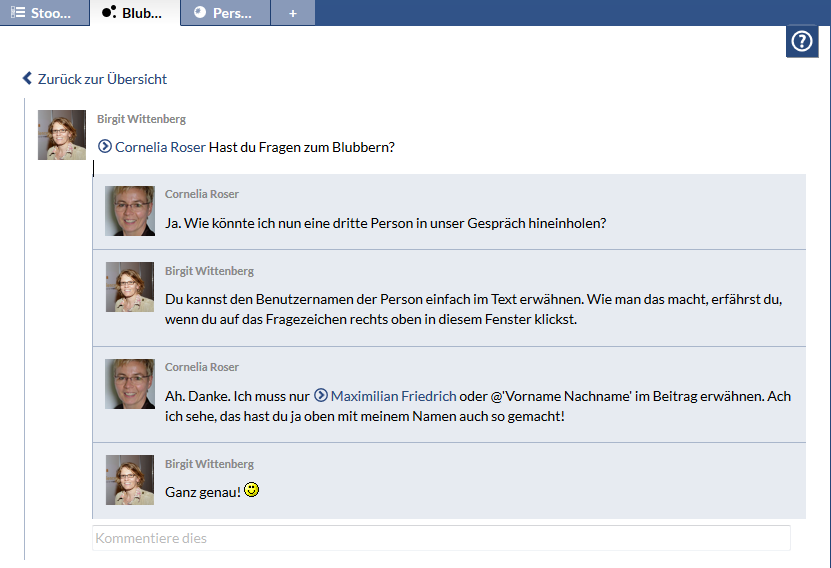 Stoo...
Blub...
Pers...
+
Zurück zur Übersicht
Birgit Wittenberg
Cornelia Roser Hast du Fragen zum Blubbern?
Cornelia Roser
Ja. Wie könnte ich nun eine dritte Person in unser Gespräch hineinholen?
Birgit Wittenberg
Du kannst den Benutzernamen der Person einfach im Text erwähnen. Wie man das macht, erfährst du,
wenn du auf das Fragezeichen rechts oben in diesem Fenster klickst.
Cornelia Roser
Ah. Danke. Ich muss nur Maximilian Friedrich oder @'Vorname Nachname' im Beitrag erwähnen. Ach
ich sehe, das hast du ja oben mit meinem Namen auch so gemacht!
Birgit Wittenberg
Ganz genau!
Kommentiere dies